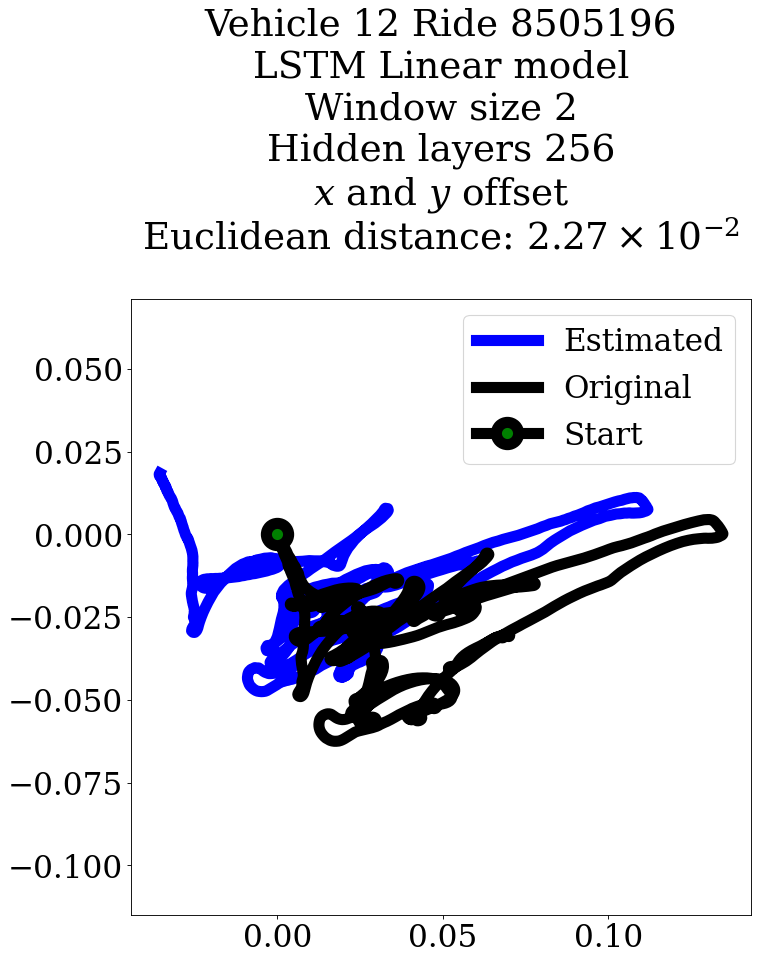 Vehicle 12 Ride 8505196
LSTM Linear model
Window size 2
Hidden layers 256
x and y offset
Euclidean distance: 2.27 × 10⁻²
Estimated
Original
Start
0.050
0.025
0.000
−0.025
−0.050
−0.075
−0.100
0.00 0.05 0.10